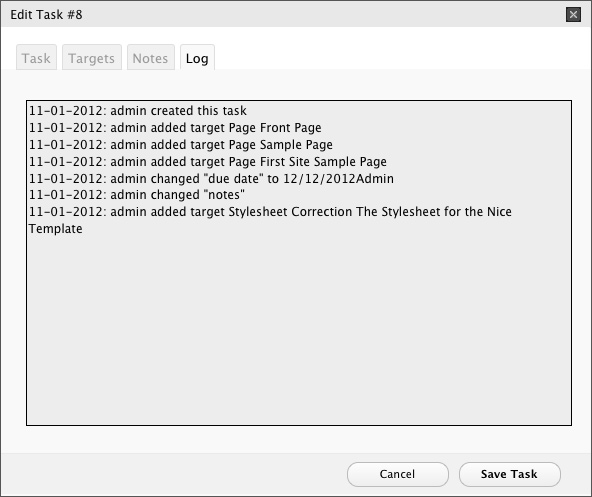 Edit Task #8
Task Targets Notes Log
11-01-2012: admin created this task
11-01-2012: admin added target Page Front Page
11-01-2012: admin added target Page Sample Page
11-01-2012: admin added target Page First Site Sample Page
11-01-2012: admin changed "due date" to 12/12/2012Admin
11-01-2012: admin changed "notes"
11-01-2012: admin added target Stylesheet Correction The Stylesheet for the Nice
Template
Cancel Save Task